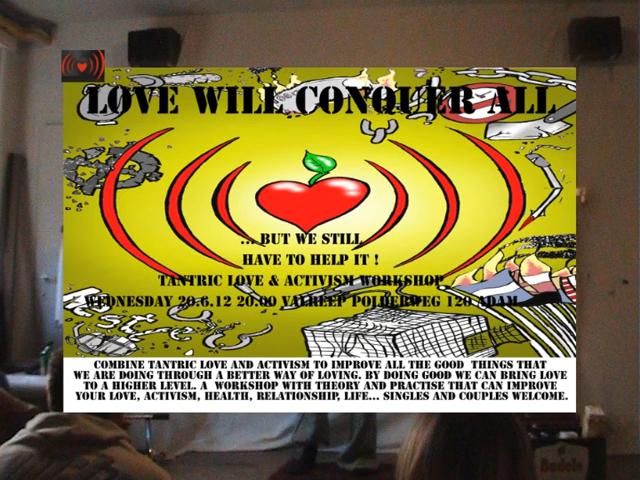 LOVE WILL CONQUER ALL
... BUT WE STILL
HAVE TO HELP IT !
TANTRIC LOVE & ACTIVISM WORKSHOP
WEDNESDAY 20.6.12 20.00 VALREEP POLDERWEG 120 ADAM
COMBINE TANTRIC LOVE AND ACTIVISM TO IMPROVE ALL THE GOOD THINGS THAT
WE ARE DOING THROUGH A BETTER WAY OF LOVING. BY DOING GOOD WE CAN BRING LOVE
TO A HIGHER LEVEL. A WORKSHOP WITH THEORY AND PRACTISE THAT CAN IMPROVE
YOUR LOVE, ACTIVISM, HEALTH, RELATIONSHIP, LIFE... SINGLES AND COUPLES WELCOME.
Budels